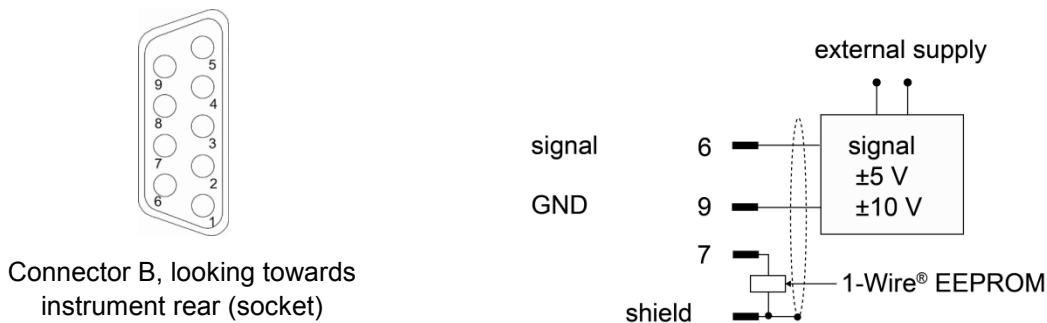 5
9
4
8
3
7
2
6
1
Connector B, looking towards
instrument rear (socket)
external supply
signal 6 signal
±5 V
GND 9 ±10 V
7
1-Wire® EEPROM
shield